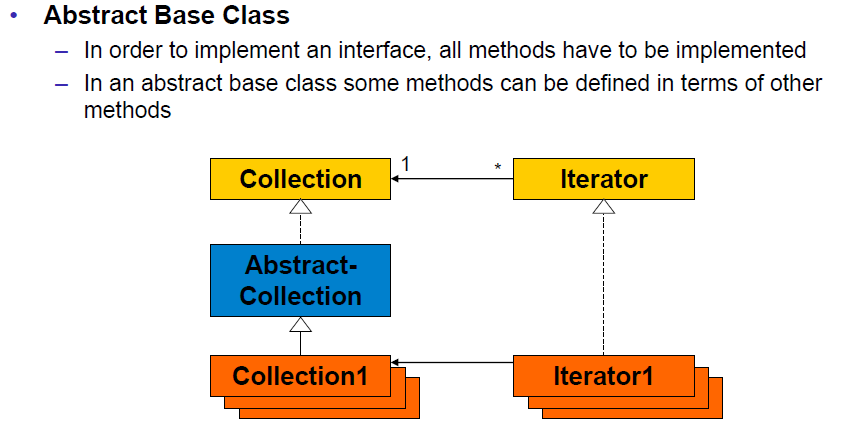 • Abstract Base Class
– In order to implement an interface, all methods have to be implemented
– In an abstract base class some methods can be defined in terms of other
methods
1 *
Collection Iterator
Abstract-
Collection
Collection1 Iterator1